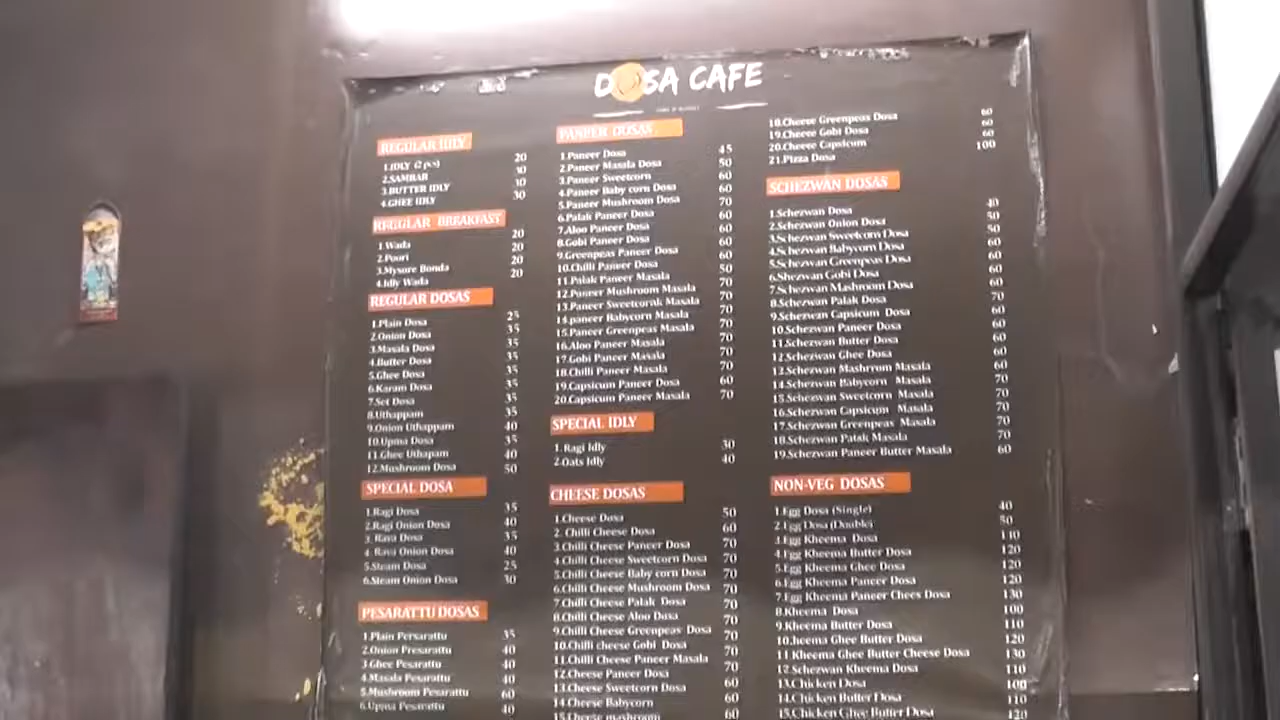 DOSA CAFE
REGULAR IDLY
1.IDLY (2 pcs) 20
2.SAMBAR 10
3.BUTTER IDLY 30
4.GHEE IDLY 30
REGULAR BREAKFAST
1.Wada 20
2.Poori 20
3.Mysore Bonda 20
4.Idly Wada 20
REGULAR DOSAS
1.Plain Dosa 25
2.Onion Dosa 35
3.Masala Dosa 35
4.Butter Dosa 35
5.Ghee Dosa 35
6.Karam Dosa 35
7.Set Dosa 35
8.Uthappam 35
9.Onion Uthappam 40
10.Upma Dosa 35
11.Ghee Uthapam 40
12.Mushroom Dosa 50
SPECIAL DOSA
1.Ragi Dosa 35
2.Ragi Onion Dosa 40
3. Rava Dosa 35
4. Rava Onion Dosa 40
5.Steam Dosa 25
6.Steam Onion Dosa 30
PESARATTU DOSAS
1.Plain Persarattu 35
2.Onion Presarattu 40
3.Ghee Pesarattu 40
4.Masala Pesarattu 40
5.Mushroom Pesarattu 60
6.Upma Pesarattu 40
PANEER DOSAS
1.Paneer Dosa 45
2.Paneer Masala Dosa 50
3.Paneer Sweetcorn 60
4.Paneer Baby corn Dosa 60
5.Paneer Mushroom Dosa 70
6.Palak Paneer Dosa 60
7.Aloo Paneer Dosa 60
8.Gobi Paneer Dosa 60
9.Greenpeas Paneer Dosa 60
10.Chilli Paneer Dosa 50
11.Palak Paneer Masala 70
12.Paneer Mushroom Masala 70
13.Paneer Sweetcornk Masala 70
14.paneer Babycorn Masala 70
15.Paneer Greenpeas Masala 70
16.Aloo Paneer Masala 70
17.Gobi Paneer Masala 70
18.Chilli Paneer Masala 70
19.Capsicum Paneer Dosa 60
20.Capsicum Paneer Masala 70
SPECIAL IDLY
1.Ragi Idly 30
2.Oats Idly 40
CHEESE DOSAS
1.Cheese Dosa 50
2. Chilli Cheese Dosa 60
3.Chilli Cheese Paneer Dosa 70
4.Chilli Cheese Sweetcorn Dosa 70
5.Chilli Cheese Baby corn Dosa 70
6.Chilli Cheese Mushroom Dosa 70
7.Chilli Cheese Palak Dosa 70
8.Chilli Cheese Aloo Dosa 70
9.Chilli Cheese Greenpeas Dosa 70
10.Chilli cheese Gobi Dosa 70
11.Chilli Cheese Paneer Masala 70
12.Cheese Paneer Dosa 60
13.Cheese Sweetcorn Dosa 60
14.Cheese Babycorn 60
15.Cheese mashroom 60
18.Cheese Greenpeas Dosa 60
19.Cheese Gobi Dosa 60
20.Cheese Capsicum 60
21.Pizza Dosa 100
SCHEZWAN DOSAS
1.Schezwan Dosa 40
2.Schezwan Onion Dosa 50
3.Schezwan Sweetcorn Dosa 50
4.Schezwan Babycorn Dosa 60
5.Schezwan Greenpeas Dosa 60
6.Shezwan Gobi Dosa 60
7.Schezwan Mashroom Dosa 60
8.Schezwan Palak Dosa 70
9.Schezwan Capsicum Dosa 60
10.Schezwan Paneer Dosa 60
11.Schezwan Butter Dosa 60
12.Schezwan Ghee Dosa 60
13.Schezwan Mashrrom Masala 60
14.Schezwan Babycorn Masala 70
15.Schezwan Sweetcorn Masala 70
16.Schezwan Capsicum Masala 70
17.Schezwan Greenpeas Masala 70
18.Schezwan Palak Masala 70
19.Schezwan Paneer Butter Masala 60
NON-VEG DOSAS
1.Egg Dosa (Single) 40
2.Egg Dosa (Double) 50
3.Egg Kheema Dosa 110
4.Egg Kheema Butter Dosa 120
5.Egg Kheema Ghee Dosa 120
6.Egg Kheema Paneer Dosa 120
7.Egg Kheema Paneer Chees Dosa 130
8.Kheema Dosa 100
9.Kheema Butter Dosa 110
10.heema Ghee Butter Dosa 120
11 Kheema Ghee Butter Cheese Dosa 130
12.Schezwan Kheema Dosa 110
13.Chicken Dosa 100
14.Chicken Butter Dosa 110
15.Chicken Ghee Butter Dosa 120